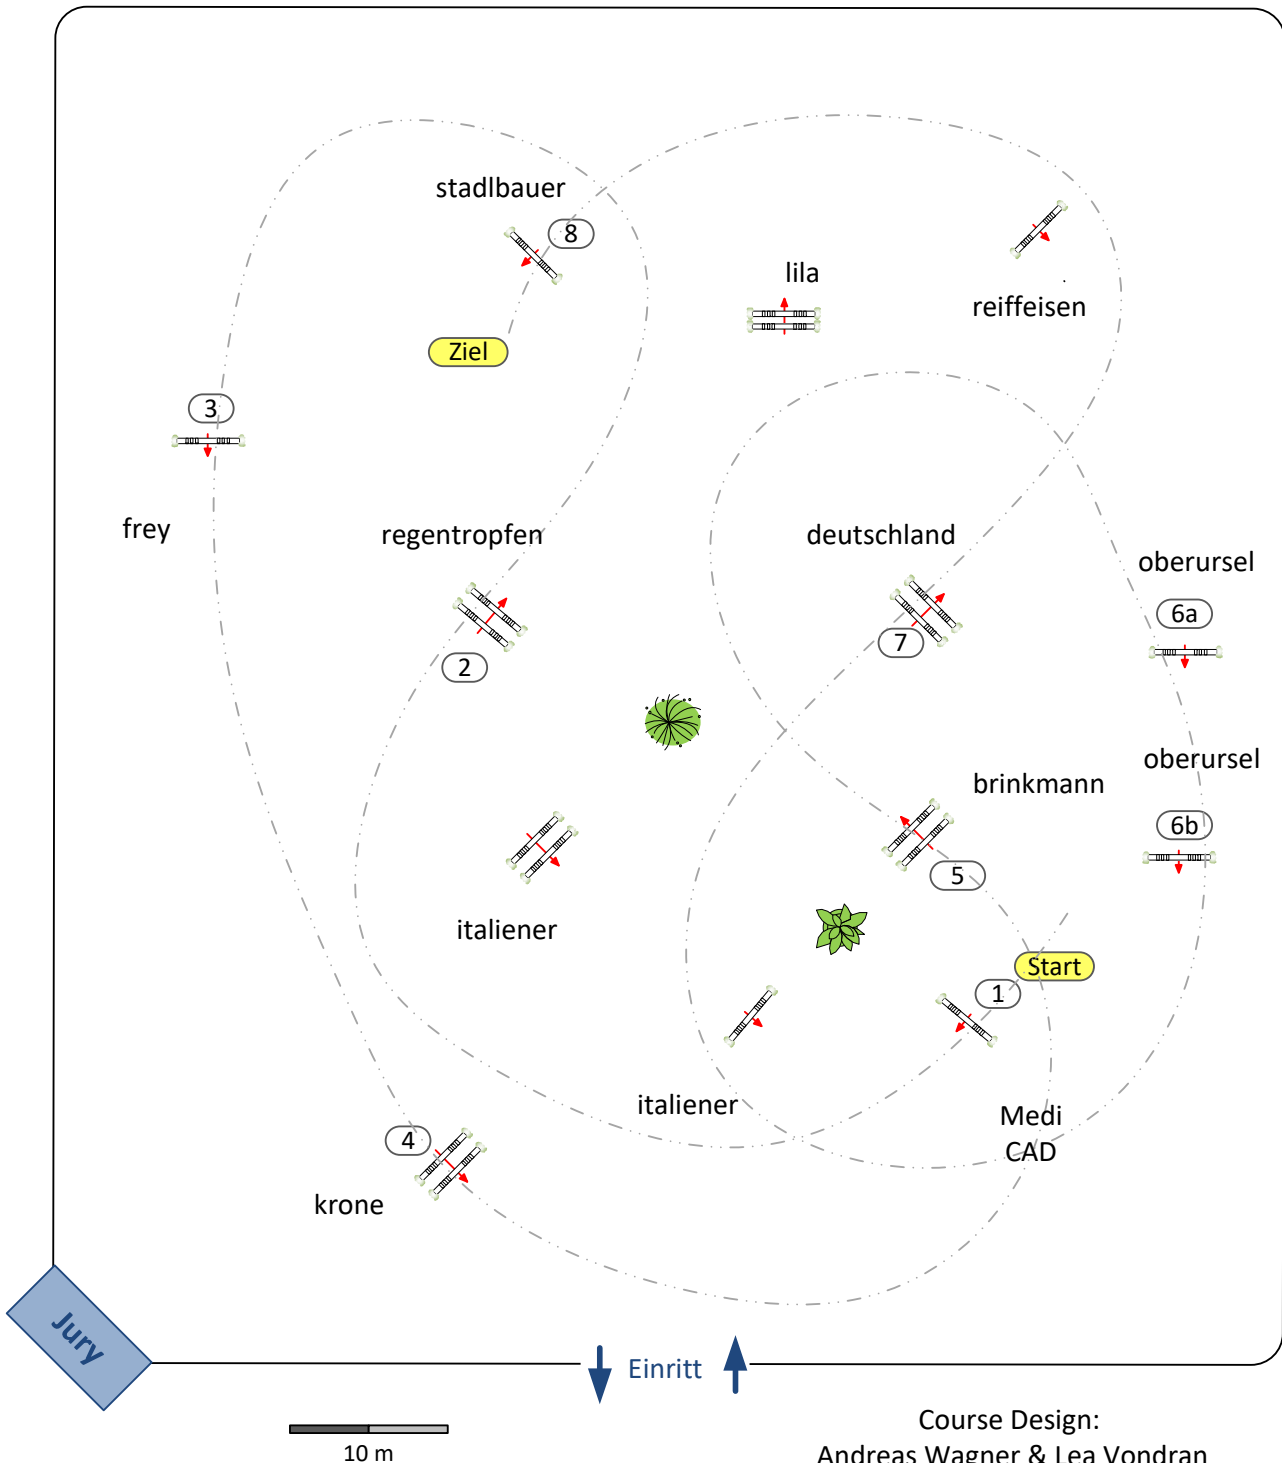 stadlbauer
8
lila
reiffeisen
Ziel
3
frey
regentropfen
deutschland
oberursel
6a
2
7
oberursel
brinkmann
6b
5
italiener
Start
1
italiener
Medi
CAD
4
krone
Jury
Einritt
10 m
Course Design:
Andreas Wagner & Lea Vondran